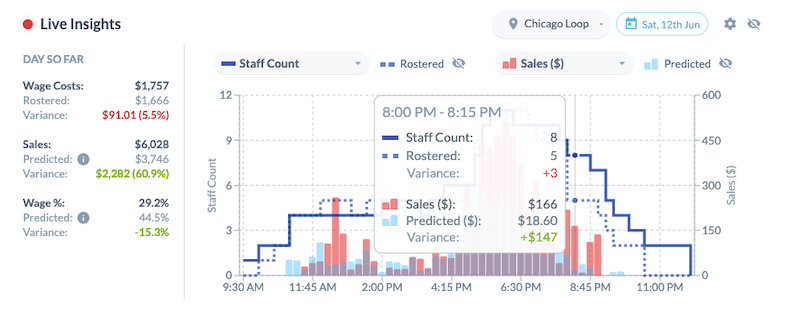 Live Insights
Chicago Loop
Sat, 12th Jun
DAY SO FAR
Wage Costs: $1,757
Rostered: $1,666
Variance: $91.01 (5.5%)
Sales: $6,028
Predicted: i $3,746
Variance: $2,282 (60.9%)
Wage %: 29.2%
Predicted: i 44.5%
Variance: -15.3%
Staff Count
Rostered
Sales ($)
Predicted
12
9
6
3
0
Staff Count
600
450
300
150
0
Sales ($)
8:00 PM - 8:15 PM
Staff Count: 8
Rostered: 5
Variance: +3
Sales ($): $166
Predicted ($): $18.60
Variance: +$147
9:30 AM 11:45 AM 2:00 PM 4:15 PM 6:30 PM 8:45 PM 11:00 PM